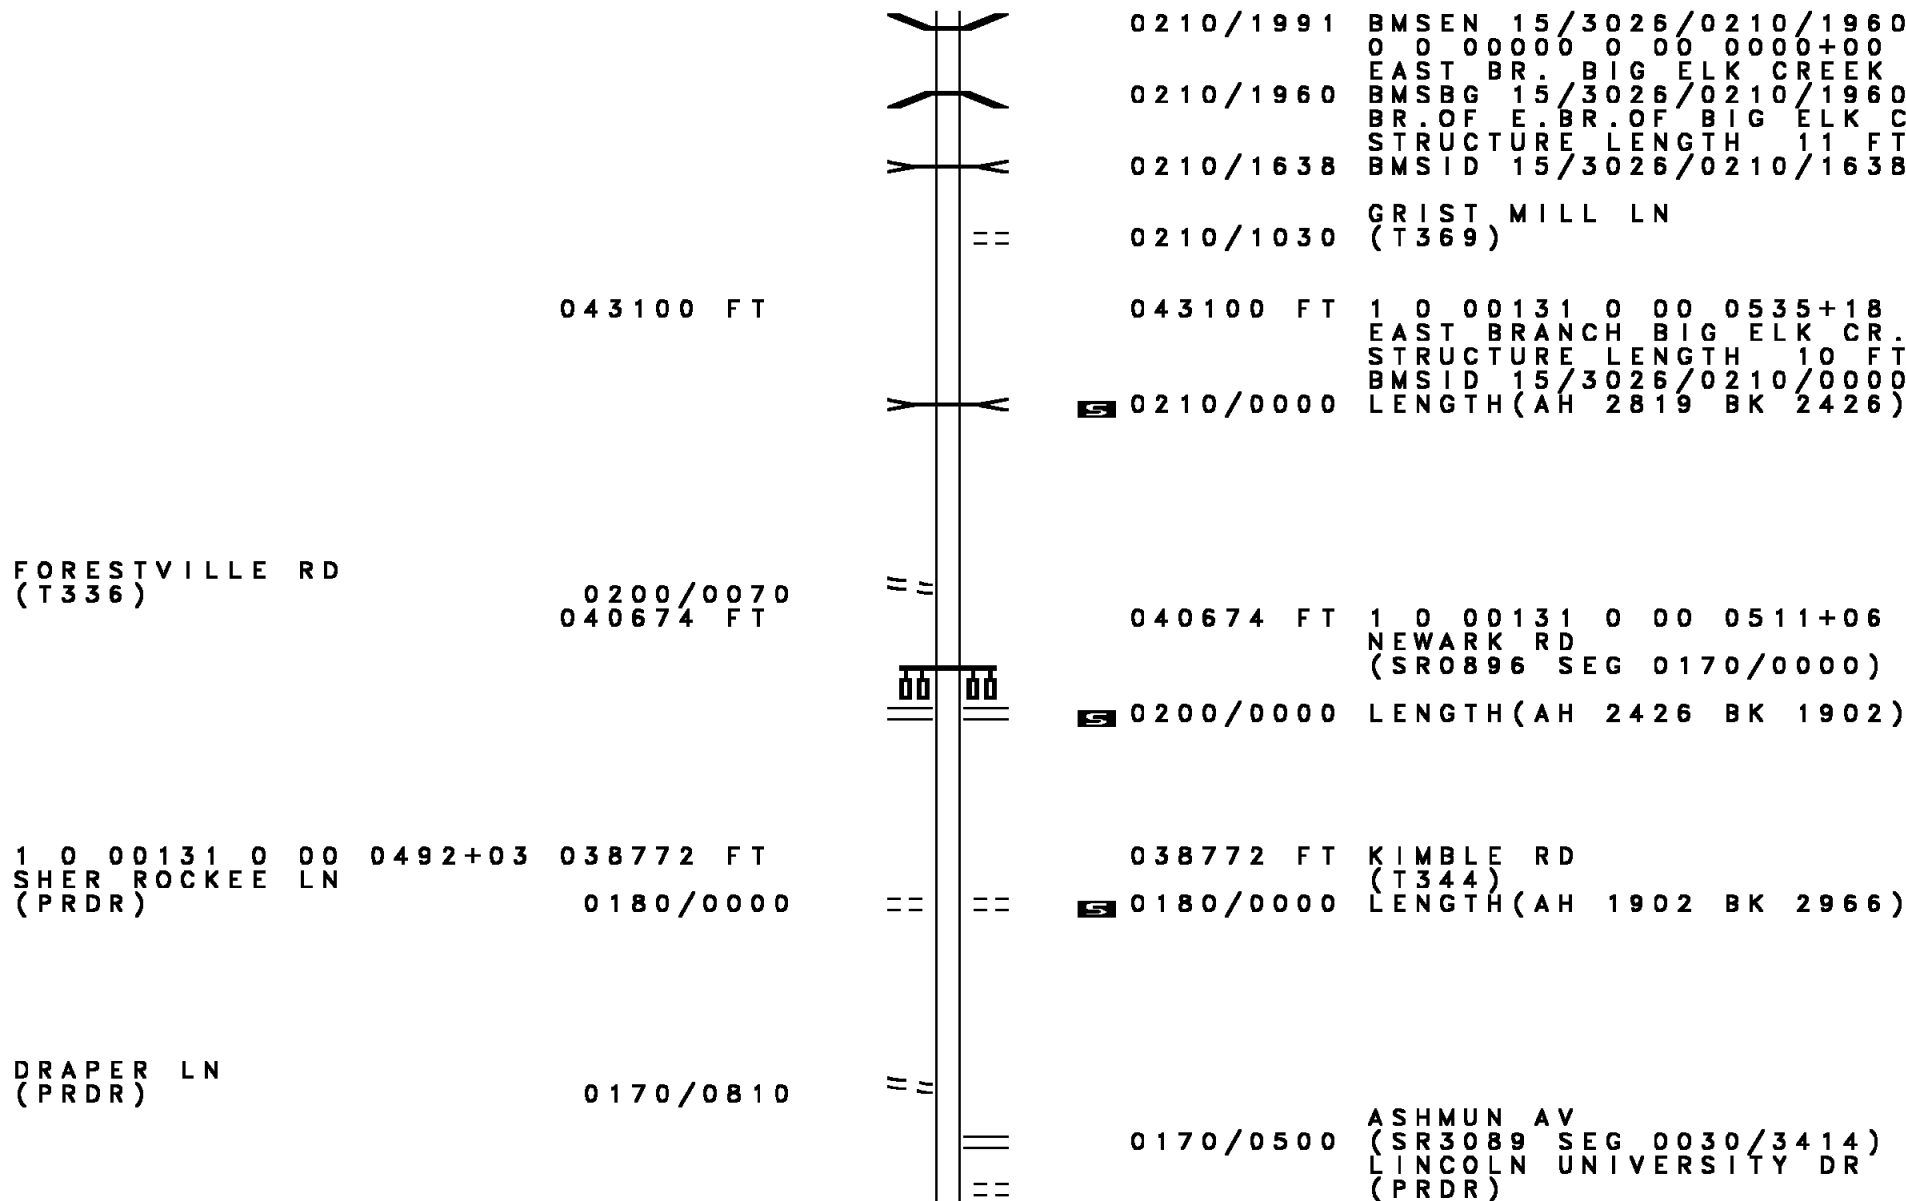 0210/1991 BMSEN 15/3026/0210/1960
0 0 00000 0 00 0000+00
EAST BR. BIG ELK CREEK
0210/1960 BMSBG 15/3026/0210/1960
BR.OF E.BR.OF BIG ELK C
STRUCTURE LENGTH 11 FT
0210/1638 BMSID 15/3026/0210/1638
GRIST MILL LN
0210/1030 (T369)
043100 FT 043100 FT 1 0 00131 0 00 0535+18
EAST BRANCH BIG ELK CR.
STRUCTURE LENGTH 10 FT
BMSID 15/3026/0210/0000
S 0210/0000 LENGTH(AH 2819 BK 2426)
FORESTVILLE RD
(T336) 0200/0070
040674 FT 040674 FT 1 0 00131 0 00 0511+06
NEWARK RD
(SR0896 SEG 0170/0000)
S 0200/0000 LENGTH(AH 2426 BK 1902)
1 0 00131 0 00 0492+03 038772 FT 038772 FT KIMBLE RD
SHER ROCKEE LN (T344)
(PRDR) 0180/0000 S 0180/0000 LENGTH(AH 1902 BK 2966)
DRAPER LN
(PRDR) 0170/0810
ASHMUN AV
0170/0500 (SR3089 SEG 0030/3414)
LINCOLN UNIVERSITY DR
(PRDR)